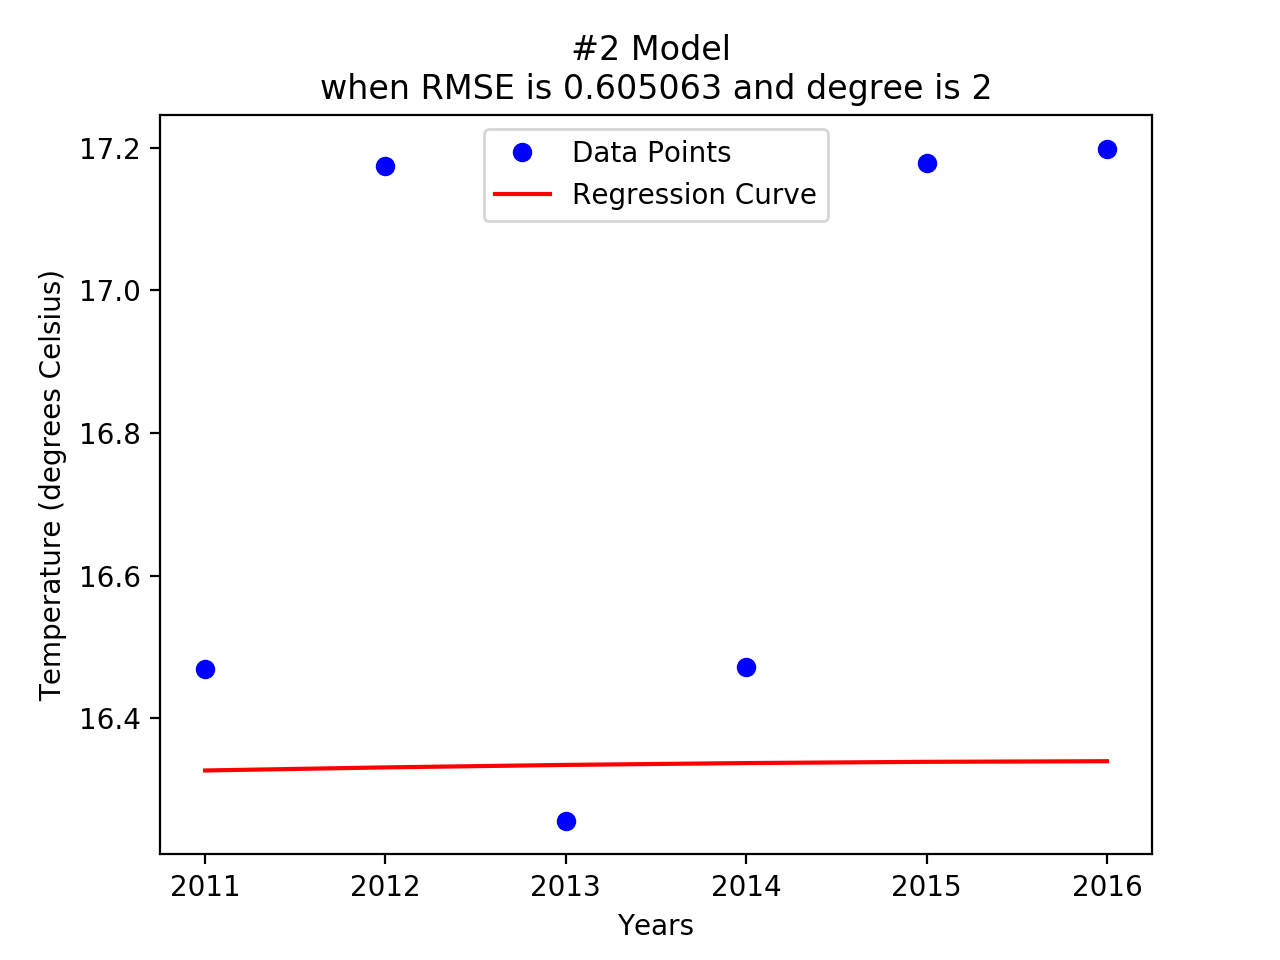 #2 Model
when RMSE is 0.605063 and degree is 2
Data Points
Regression Curve
Temperature (degrees Celsius)
17.2
17.0
16.8
16.6
16.4
2011 2012 2013 2014 2015 2016
Years